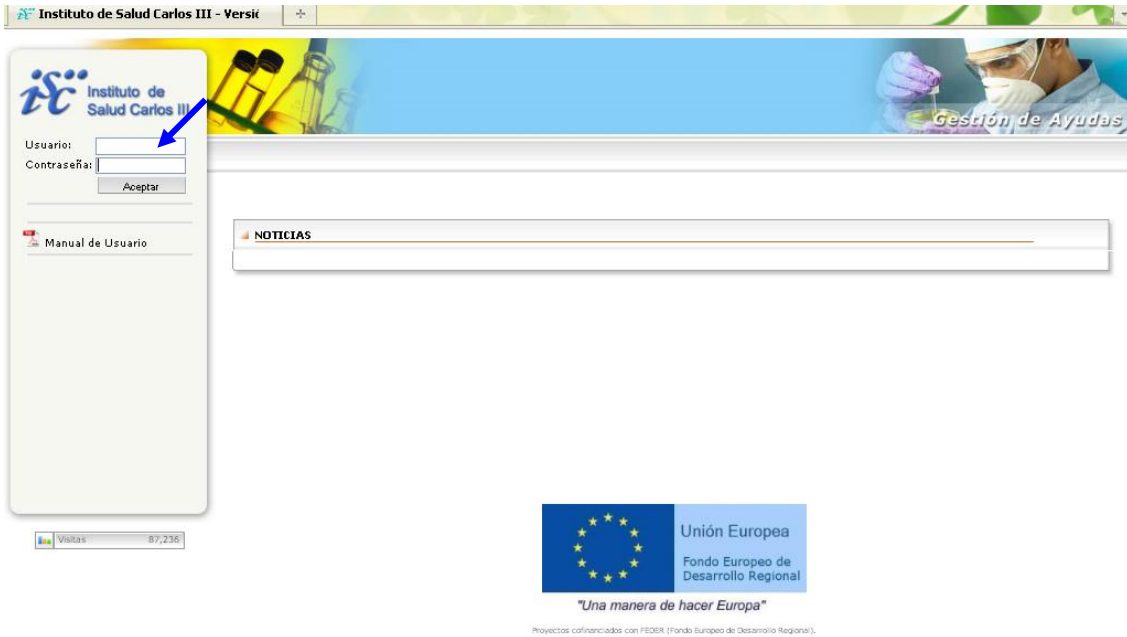 Instituto de Salud Carlos III - Versi
isc Instituto de
Salud Carlos III
Gestión de Ayudas
Usuario:
Contraseña:
Aceptar
Manual de Usuario
NOTICIAS
Visitas 87,236
Unión Europea
Fondo Europeo de
Desarrollo Regional
"Una manera de hacer Europa"
Proyectos cofinanciados con FEDER (Fondo Europeo de Desarrollo Regional).